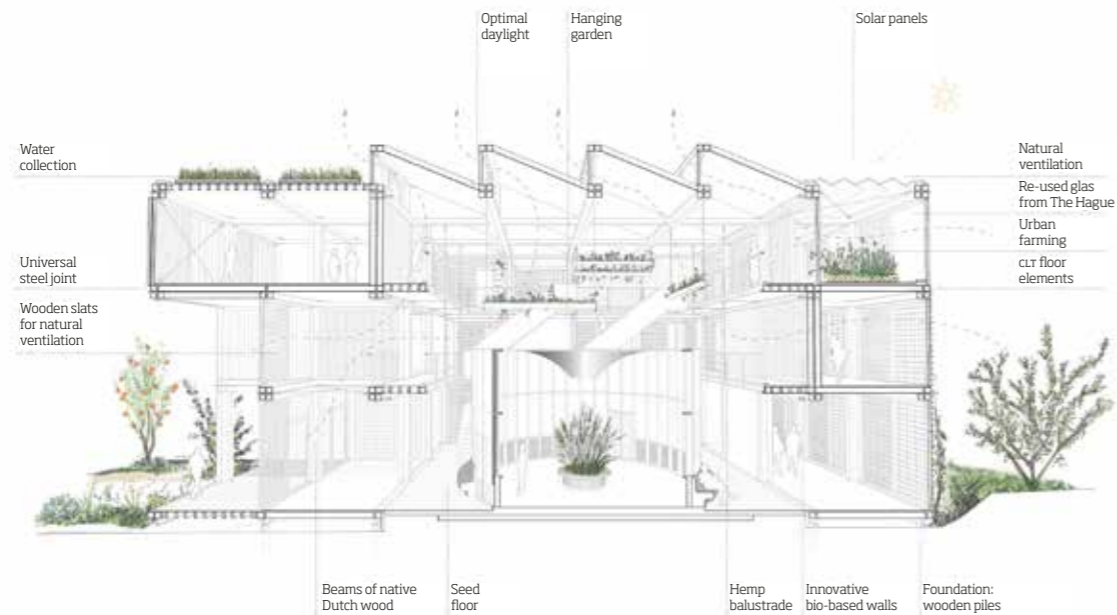 Optimal
daylight
Hanging
garden
Solar panels
Water
collection
Universal
steel joint
Wooden slats
for natural
ventilation
Natural
ventilation
Re-used glas
from The Hague
Urban
farming
CLT floor
elements
Beams of native
Dutch wood
Seed
floor
Hemp
balustrade
Innovative
bio-based walls
Foundation:
wooden piles